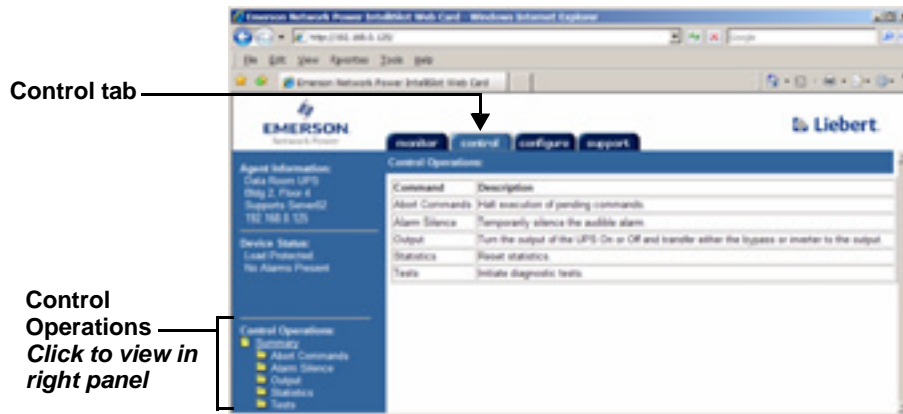 Emerson Network Power IntelliSlot Web Card - Windows Internet Explorer
Google
File Edit View Favorites Tools Help
Emerson Network Power IntelliSlot Web Card
Control tab
EMERSON
Network Power
Liebert
monitor control configure support
Agent Information:
Data Room UPS
Bldg 2, Floor 4
Supports Server02
192.168.0.125
Device Status:
Load Protected
No Alarms Present
Control Operations:
Command Description
Abort Commands Halt execution of pending commands.
Alarm Silence Temporarily silence the audible alarm.
Output Turn the output of the UPS On or Off and transfer either the bypass or inverter to the output.
Statistics Reset statistics.
Tests Initiate diagnostic tests.
Control
Operations
Click to view in
right panel
Control Operations:
Summary
Abort Commands
Alarm Silence
Output
Statistics
Tests